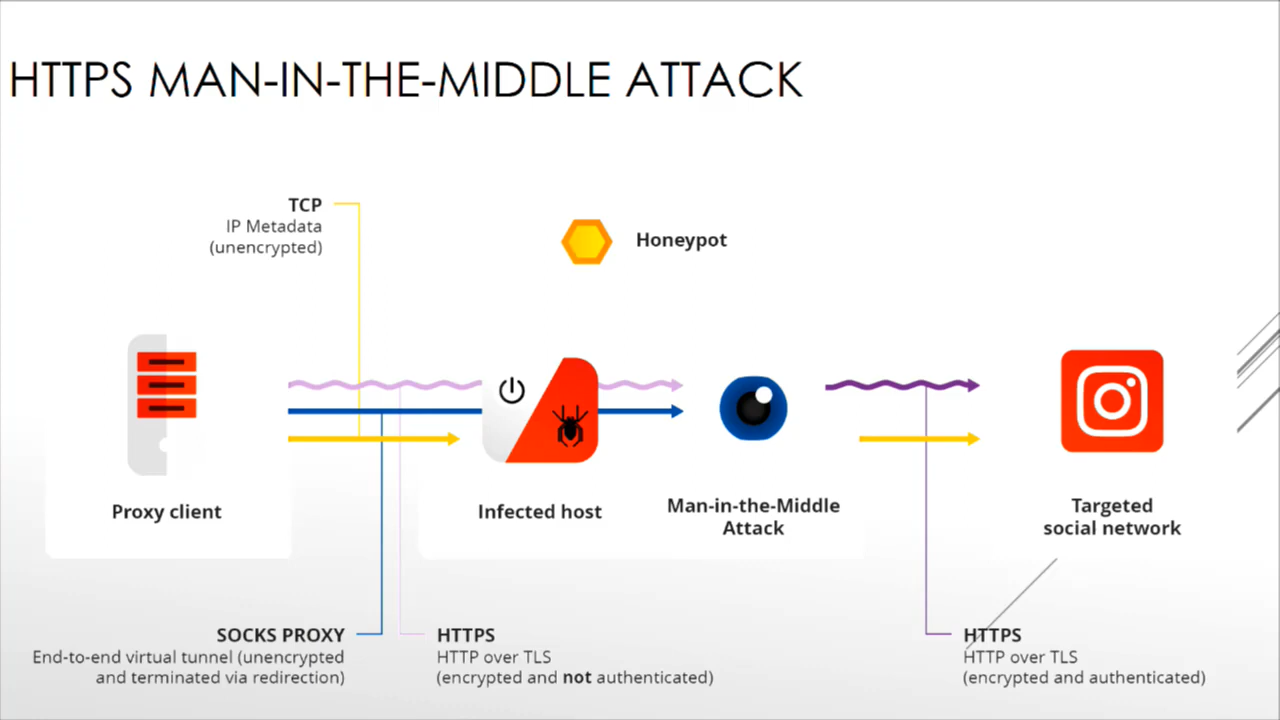 HTTPS MAN-IN-THE-MIDDLE ATTACK
TCP
IP Metadata
(unencrypted)
Honeypot
Proxy client
Infected host
Man-in-the-Middle
Attack
Targeted
social network
SOCKS PROXY
End-to-end virtual tunnel (unencrypted
and terminated via redirection)
HTTPS
HTTP over TLS
(encrypted and not authenticated)
HTTPS
HTTP over TLS
(encrypted and authenticated)